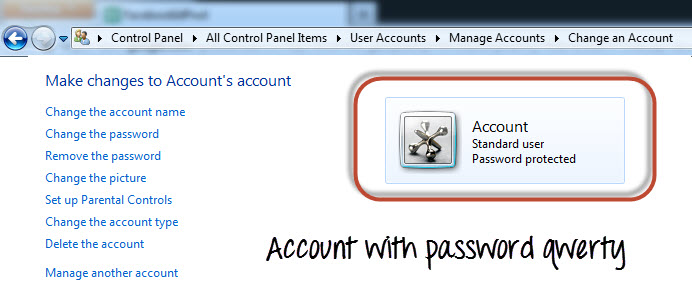 Control Panel
All Control Panel Items
User Accounts
Manage Accounts
Change an Account
Make changes to Account's account
Change the account name
Change the password
Remove the password
Change the picture
Set up Parental Controls
Change the account type
Delete the account
Manage another account
Account
Standard user
Password protected
Account with password qwerty